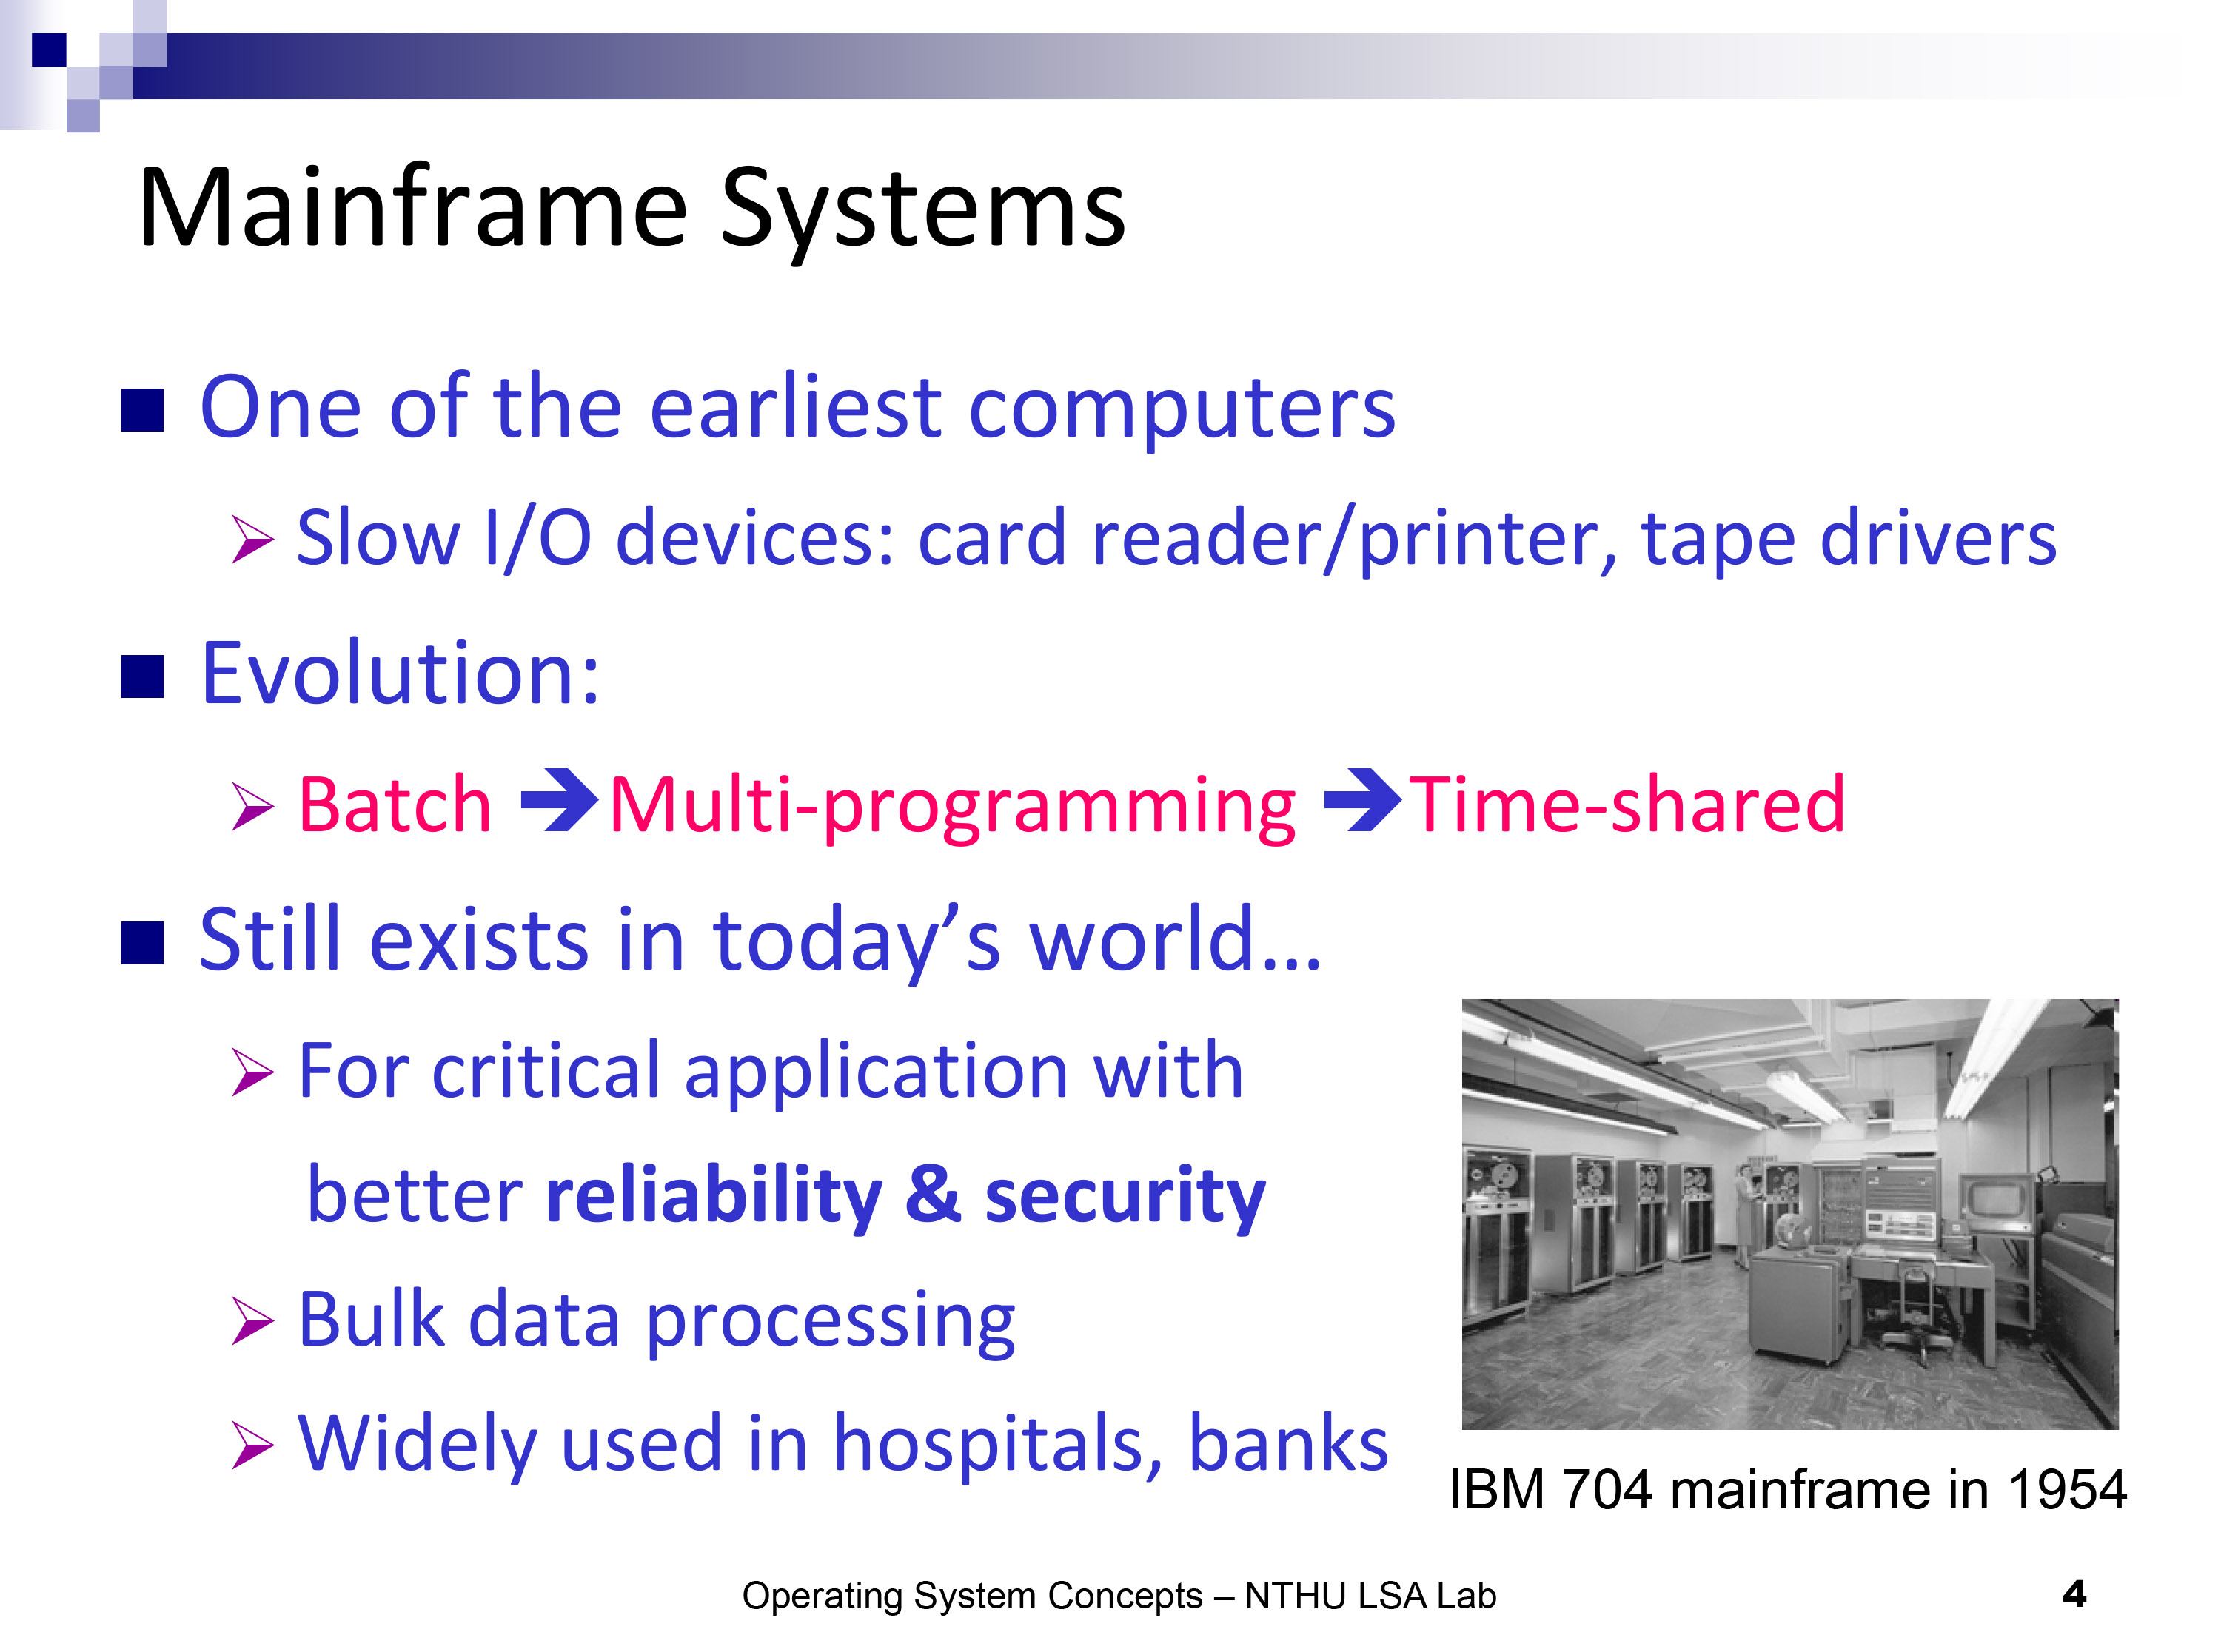 Mainframe Systems
One of the earliest computers
Slow I/O devices: card reader/printer, tape drivers
Evolution:
Batch ➔Multi-programming ➔Time-shared
Still exists in today’s world…
For critical application with
better reliability & security
Bulk data processing
Widely used in hospitals, banks
IBM 704 mainframe in 1954
Operating System Concepts – NTHU LSA Lab
4